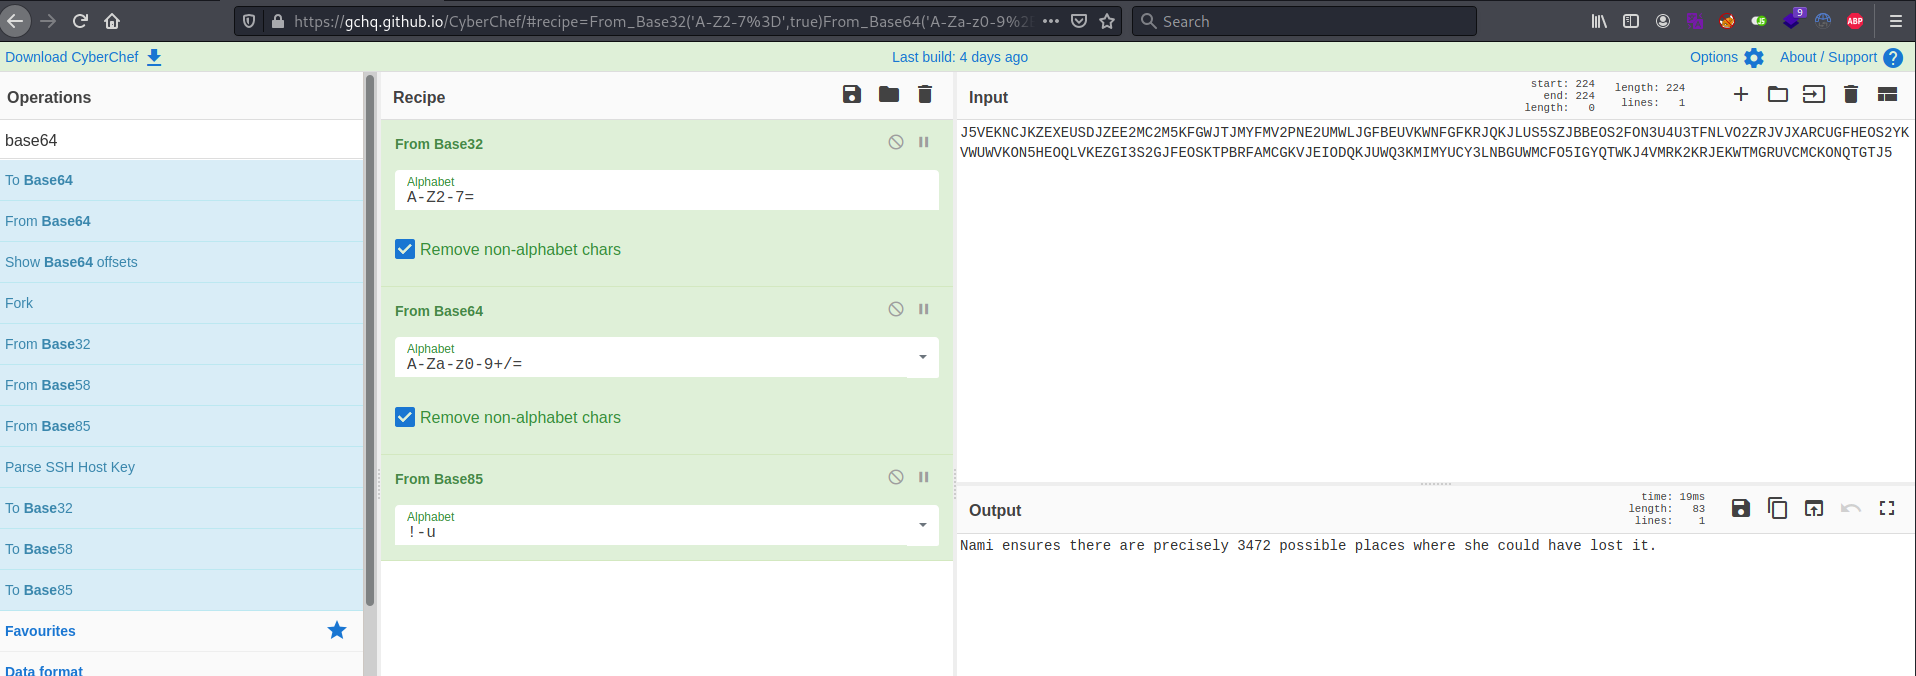 https://gchq.github.io/CyberChef/#recipe=From_Base32('A-Z2-7%3D',true)From_Base64('A-Za-z0-9%2
Search
9
ABP
Download CyberChef
Last build: 4 days ago
Options
About / Support
Operations
base64
To Base64
From Base64
Show Base64 offsets
Fork
From Base32
From Base58
From Base85
Parse SSH Host Key
To Base32
To Base58
To Base85
Favourites
Data format
Recipe
From Base32
Alphabet
A-Z2-7=
Remove non-alphabet chars
From Base64
Alphabet
A-Za-z0-9+/=
Remove non-alphabet chars
From Base85
Alphabet
!-u
Input
start: 224
end: 224
length: 0
length: 224
lines: 1
J5VEKNCJKZEXEUSDJZEE2MC2M5KFGWJTJMYFMV2PNE2UMWLJGFBEUVKWNFGFKRJQKJLUS5SZJBBEOS2FON3U4U3TFNLVO2ZRJVJXARCUGFHEOS2YK
VWUWVKON5HEOQLVKEZGI3S2GJFEOSKTPBRFAMCGKVJEIODQKJUWQ3KMIMYUCY3LNBGUWMCFO5IGYQTWKJ4VMRK2KRJEKWTMGRUVCMCKONQTGTJ5
Output
time: 19ms
length: 83
lines: 1
Nami ensures there are precisely 3472 possible places where she could have lost it.